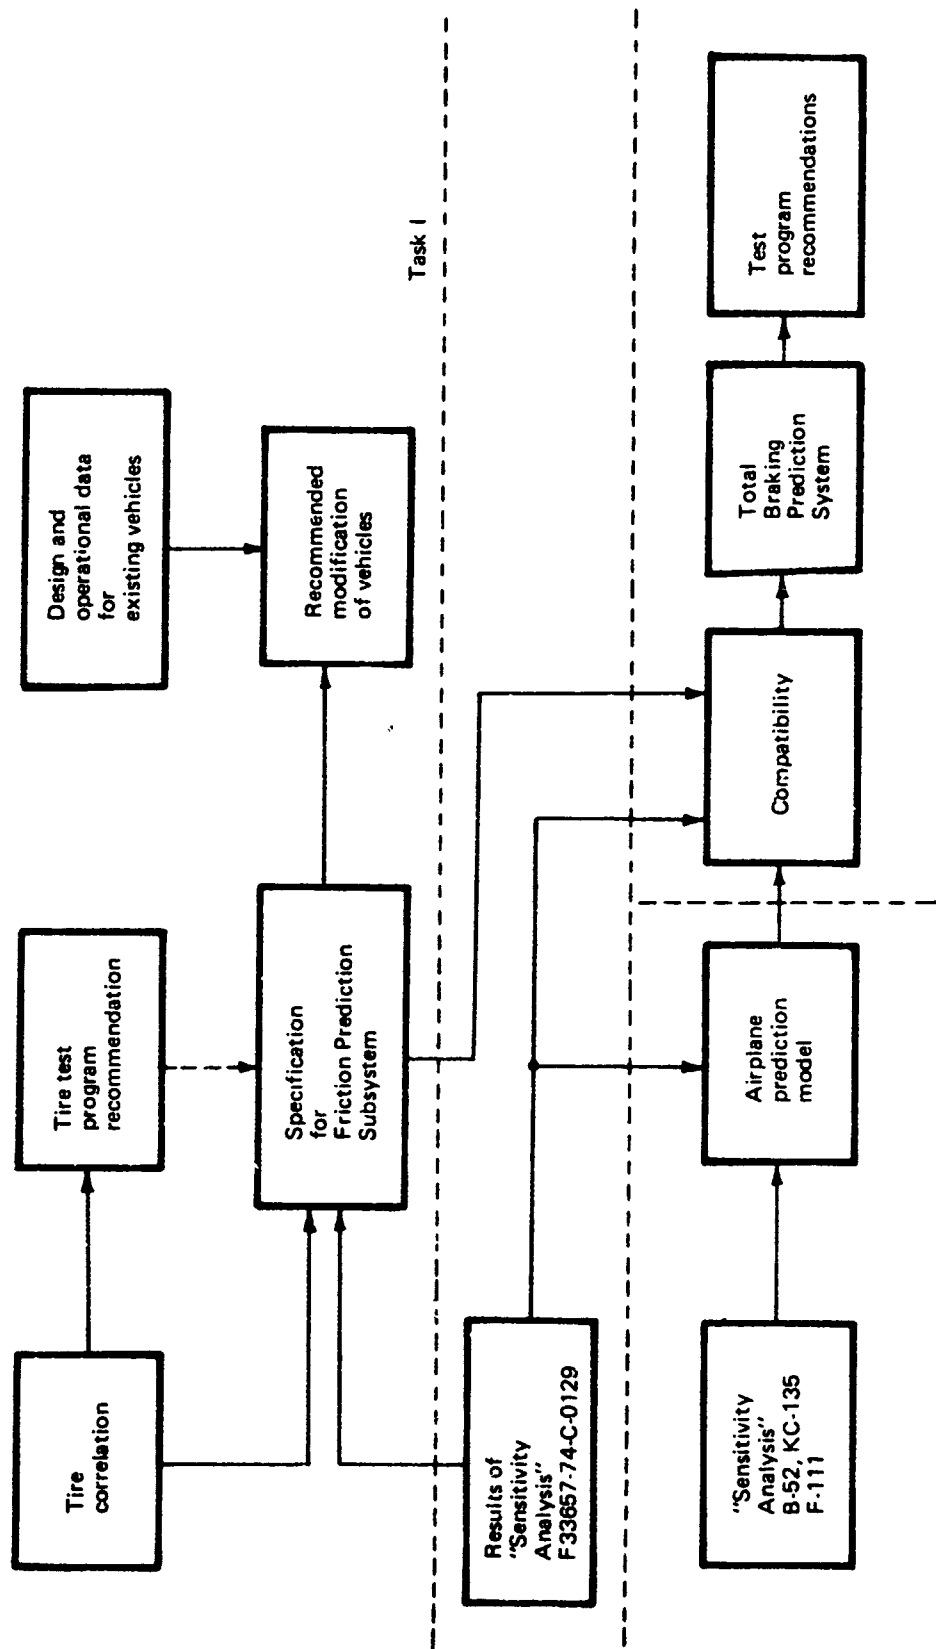 Tire
correlation
Tire test
program
recommendation
Design and
operational data
for
existing vehicles
Specification
for
Friction Prediction
Subsystem
Recommended
modification
of vehicles
Task I
Results of
"Sensitivity
Analysis"
F33657-74-C-0129
"Sensitivity
Analysis"
B-52, KC-135
F-111
Airplane
prediction
model
Compatibility
Total
Braking
Prediction
System
Test
program
recommendations